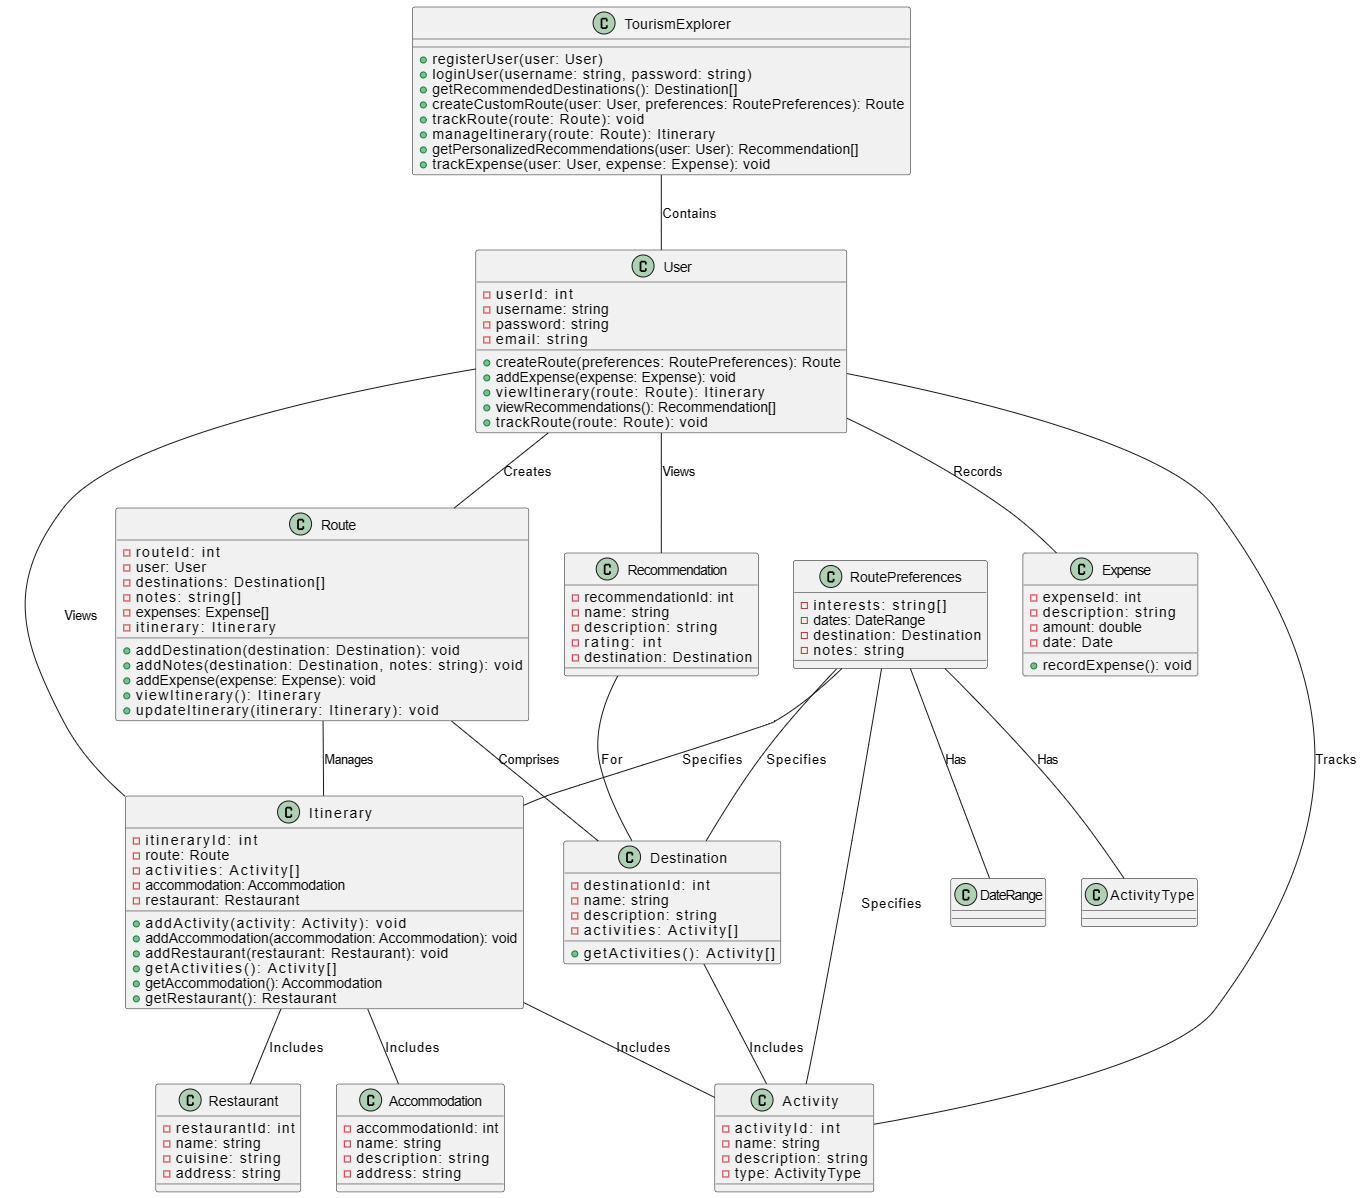 C TourismExplorer
registerUser(user: User)
loginUser(username: string, password: string)
getRecommendedDestinations(): Destination[]
createCustomRoute(user: User, preferences: RoutePreferences): Route
trackRoute(route: Route): void
manageItinerary(route: Route): Itinerary
getPersonalizedRecommendations(user: User): Recommendation[]
trackExpense(user: User, expense: Expense): void
Contains
C User
userId: int
username: string
password: string
email: string
createRoute(preferences: RoutePreferences): Route
addExpense(expense: Expense): void
viewItinerary(route: Route): Itinerary
viewRecommendations(): Recommendation[]
trackRoute(route: Route): void
Creates
Views
Records
Views
Tracks
C Route
routeId: int
user: User
destinations: Destination[]
notes: string[]
expenses: Expense[]
itinerary: Itinerary
addDestination(destination: Destination): void
addNotes(destination: Destination, notes: string): void
addExpense(expense: Expense): void
viewItinerary(): Itinerary
updateItinerary(itinerary: Itinerary): void
C Recommendation
recommendationId: int
name: string
description: string
rating: int
destination: Destination
C RoutePreferences
interests: string[]
dates: DateRange
destination: Destination
notes: string
C Expense
expenseId: int
description: string
amount: double
date: Date
recordExpense(): void
Manages
Comprises
For
Specifies
Specifies
Has
Has
C Itinerary
itineraryId: int
route: Route
activities: Activity[]
accommodation: Accommodation
restaurant: Restaurant
addActivity(activity: Activity): void
addAccommodation(accommodation: Accommodation): void
addRestaurant(restaurant: Restaurant): void
getActivities(): Activity[]
getAccommodation(): Accommodation
getRestaurant(): Restaurant
C Destination
destinationId: int
name: string
description: string
activities: Activity[]
getActivities(): Activity[]
Specifies
C DateRange
C ActivityType
Includes
Includes
Includes
Includes
C Restaurant
restaurantId: int
name: string
cuisine: string
address: string
C Accommodation
accommodationId: int
name: string
description: string
address: string
C Activity
activityId: int
name: string
description: string
type: ActivityType